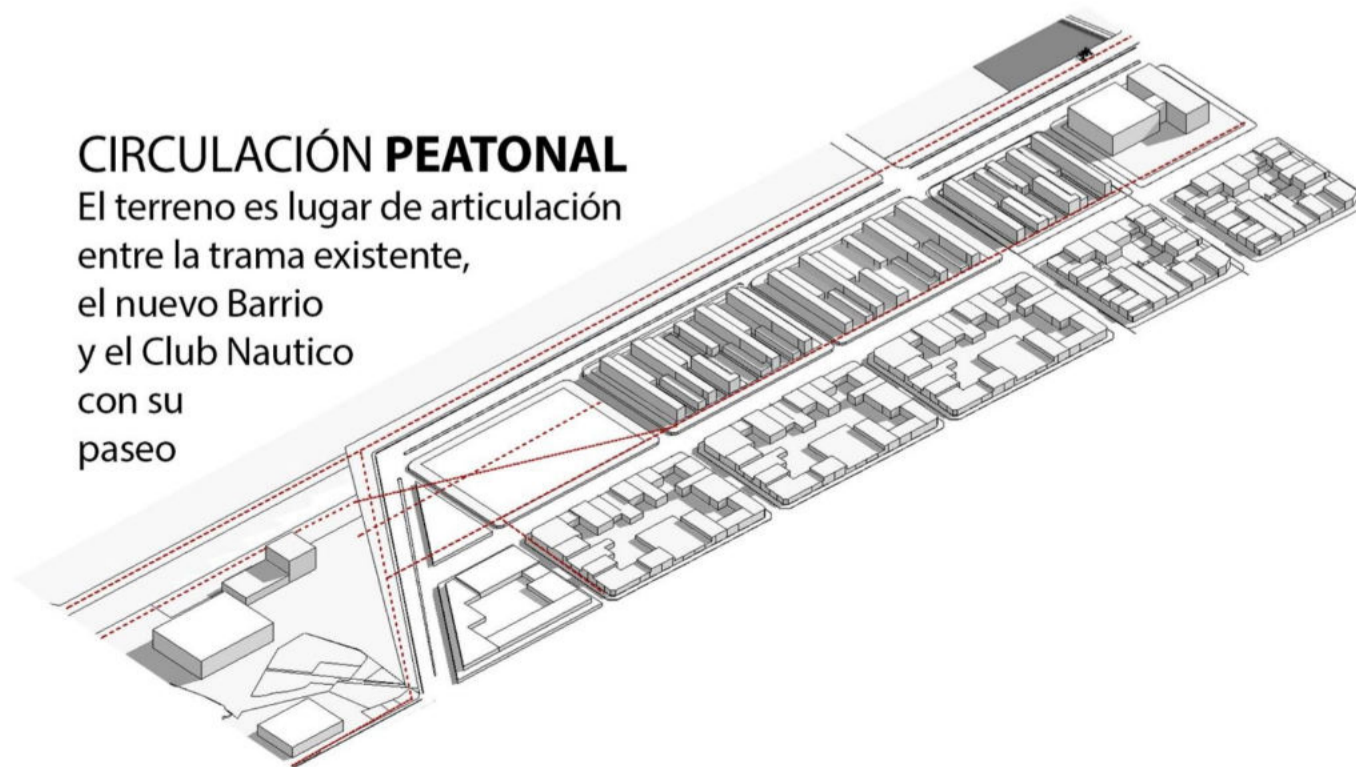 CIRCULACIÓN PEATONAL
El terreno es lugar de articulación
entre la trama existente,
el nuevo Barrio
y el Club Nautico
con su
paseo